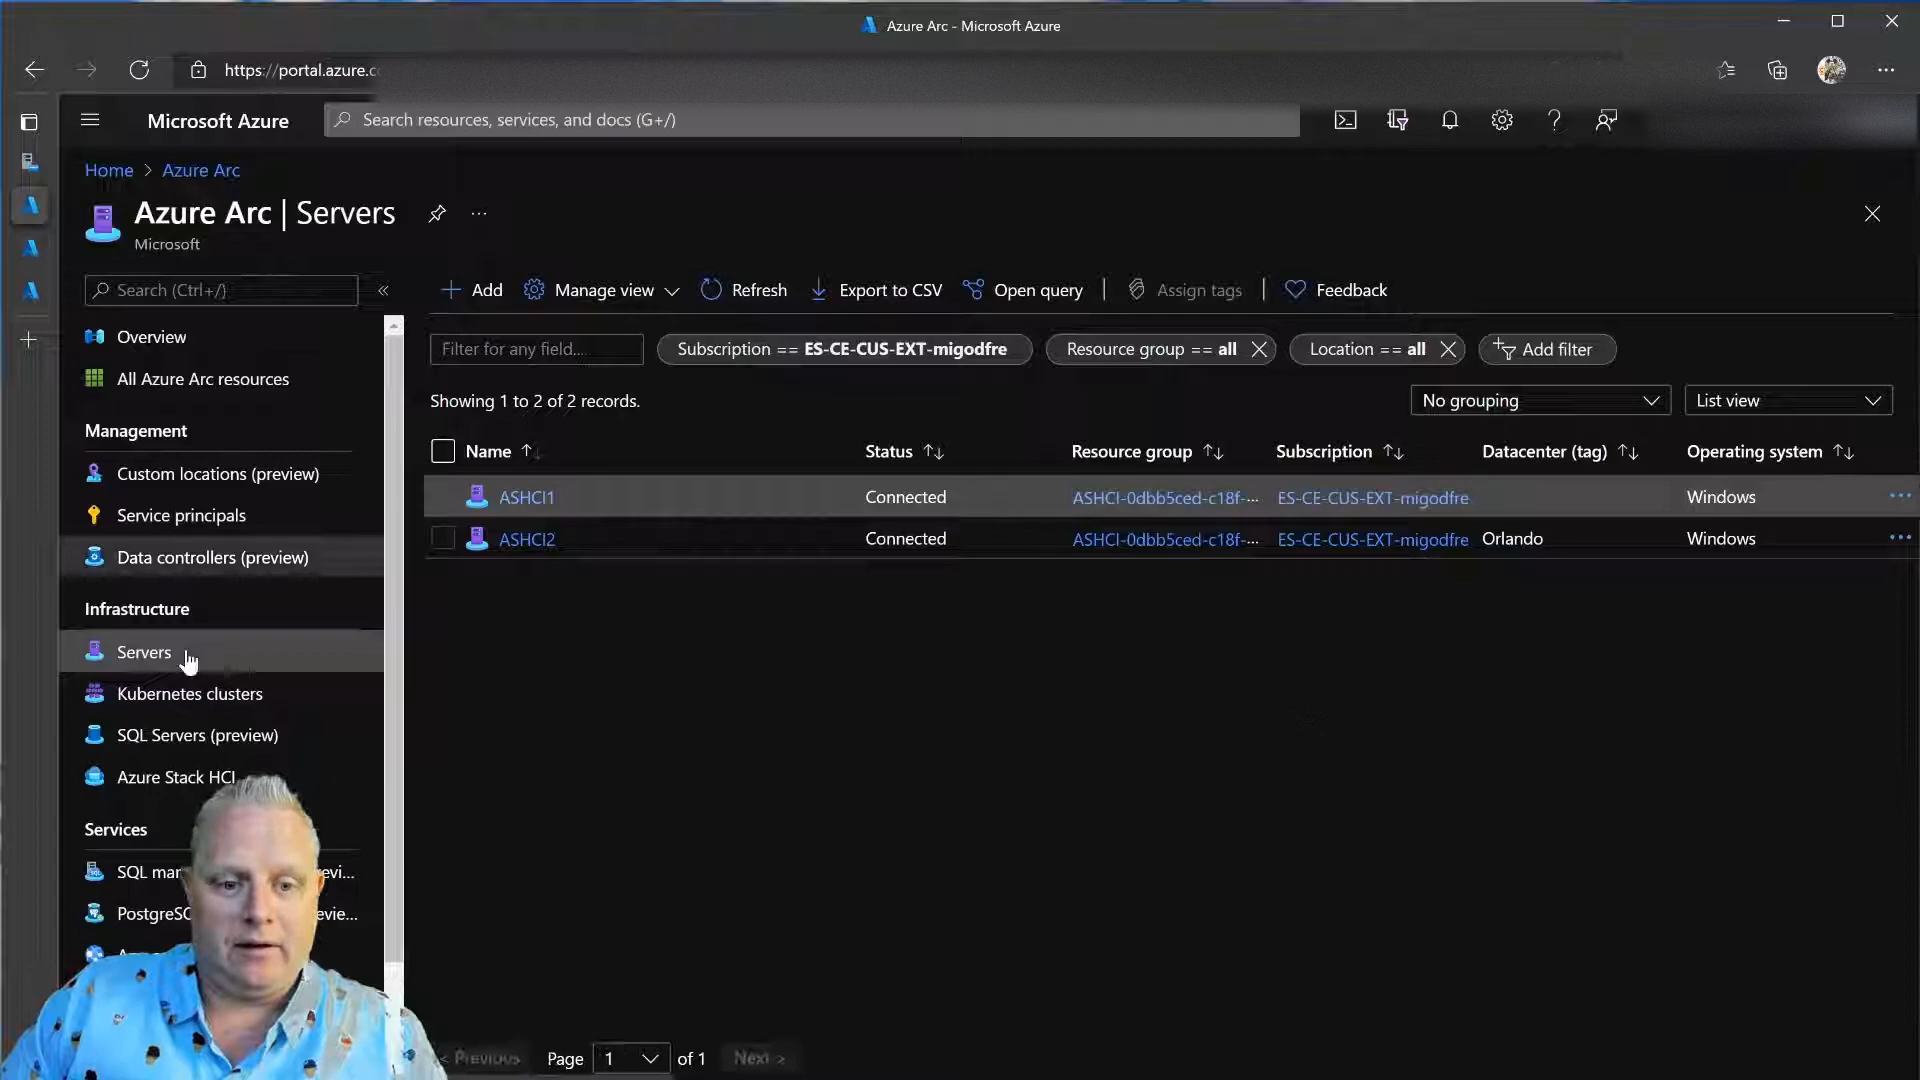 Azure Arc - Microsoft Azure
https://portal.azure.c
Microsoft Azure
Search resources, services, and docs (G+/)
Home > Azure Arc
Azure Arc | Servers
Microsoft
Search (Ctrl+/)
Add
Manage view
Refresh
Export to CSV
Open query
Assign tags
Feedback
Overview
All Azure Arc resources
Management
Custom locations (preview)
Service principals
Data controllers (preview)
Infrastructure
Servers
Kubernetes clusters
SQL Servers (preview)
Azure Stack HCI
Services
SQL mar evi...
PostgreSQ evie...
Filter for any field...
Subscription == ES-CE-CUS-EXT-migodfre
Resource group == all
Location == all
Add filter
Showing 1 to 2 of 2 records.
No grouping
List view
Name Status Resource group Subscription Datacenter (tag) Operating system
ASHCI1 Connected ASHCI-0dbb5ced-c18f-... ES-CE-CUS-EXT-migodfre Windows
ASHCI2 Connected ASHCI-0dbb5ced-c18f-... ES-CE-CUS-EXT-migodfre Orlando Windows
< Previous Page 1 of 1 Next >